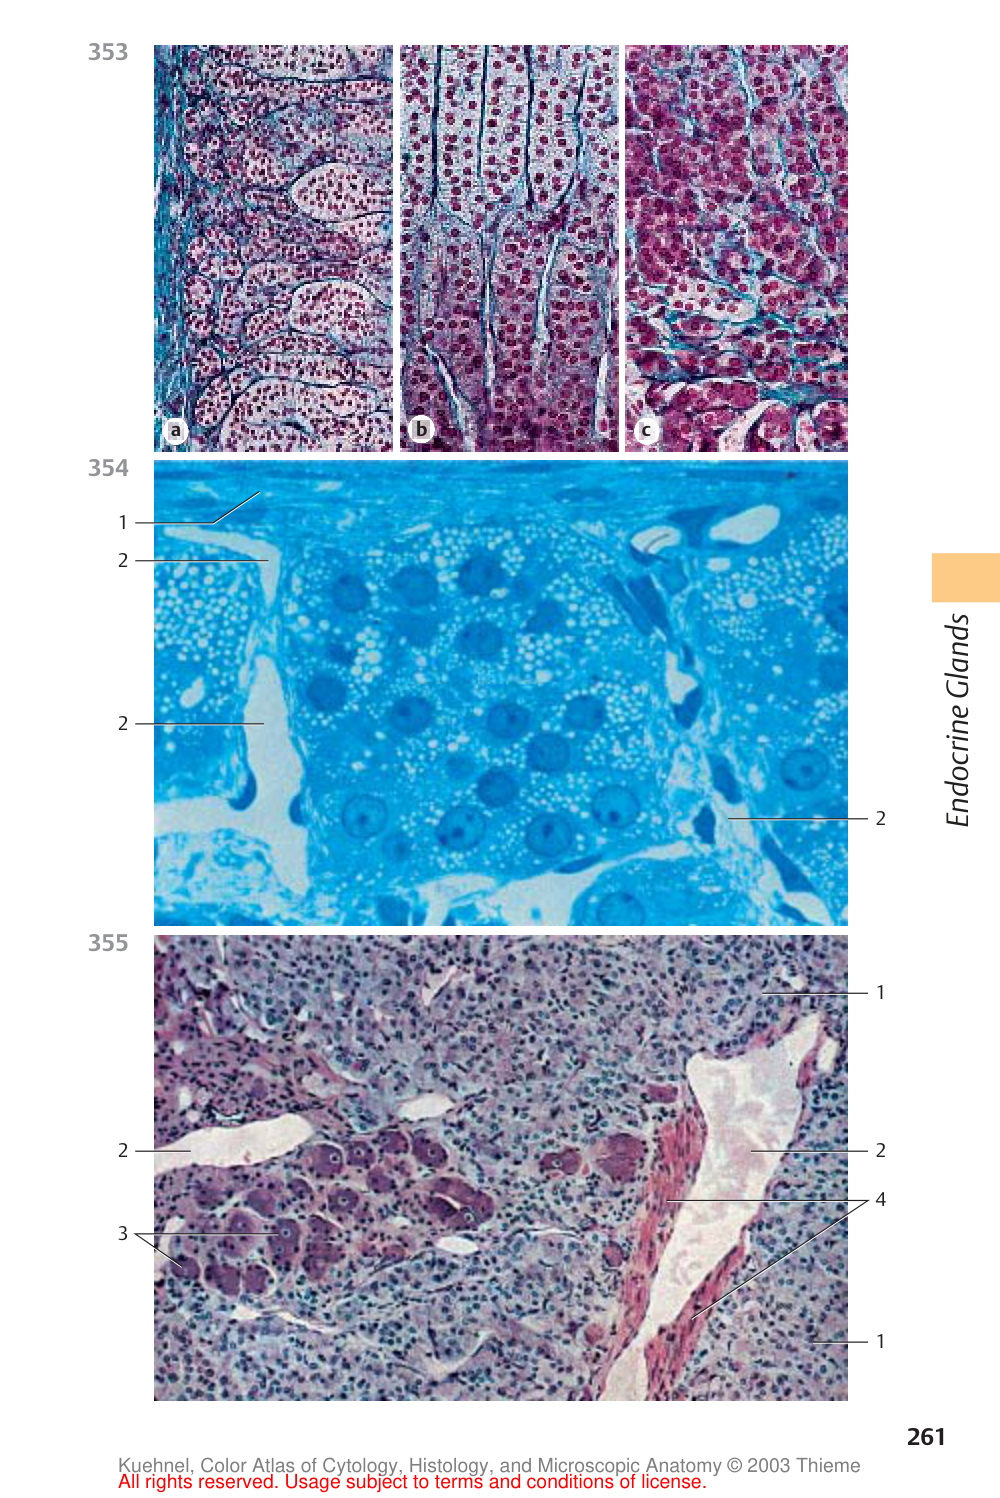 353
a
b
c
354
1
2
2
2
Endocrine Glands
355
1
2
2
4
3
1
261
Kuehnel, Color Atlas of Cytology, Histology, and Microscopic Anatomy © 2003 Thieme
All rights reserved. Usage subject to terms and conditions of license.